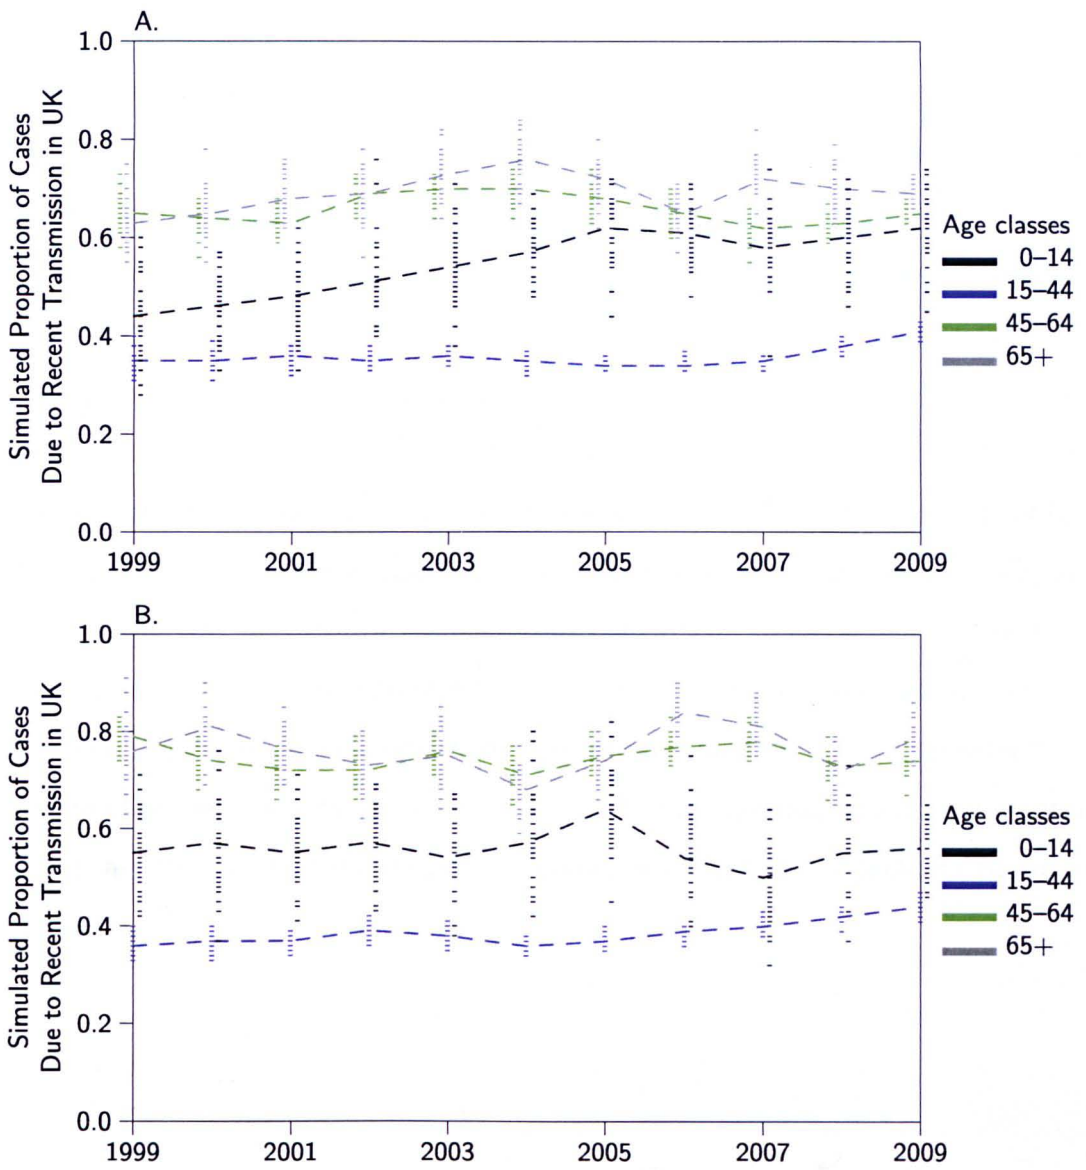 A.
1.0
0.8
0.6
0.4
0.2
0.0
Simulated Proportion of Cases
Due to Recent Transmission in UK
1999 2001 2003 2005 2007 2009
Age classes
0–14
15–44
45–64
65+
B.
1.0
0.8
0.6
0.4
0.2
0.0
Simulated Proportion of Cases
Due to Recent Transmission in UK
1999 2001 2003 2005 2007 2009
Age classes
0–14
15–44
45–64
65+